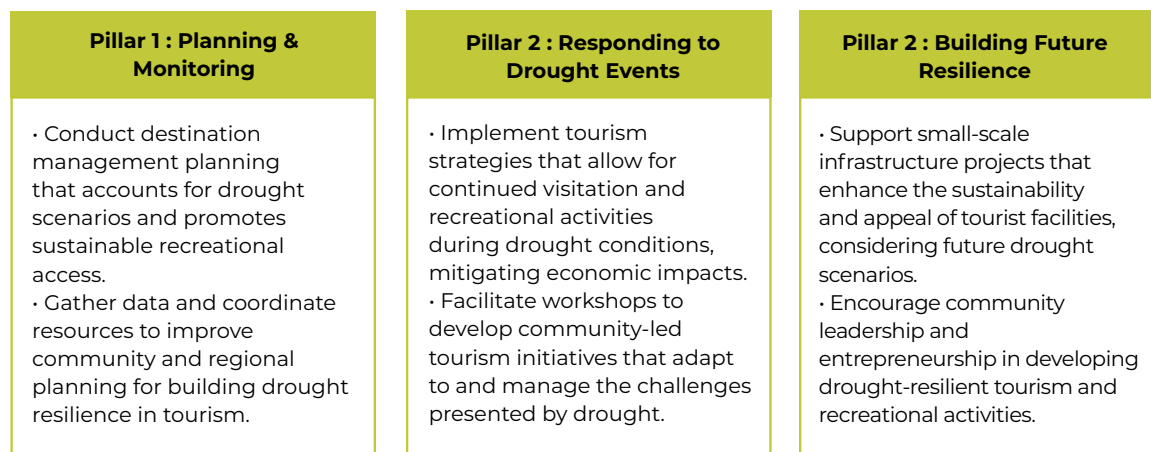 Pillar 1 : Planning &
Monitoring
· Conduct destination
management planning
that accounts for drought
scenarios and promotes
sustainable recreational
access.
· Gather data and coordinate
resources to improve
community and regional
planning for building drought
resilience in tourism.
Pillar 2 : Responding to
Drought Events
· Implement tourism
strategies that allow for
continued visitation and
recreational activities
during drought conditions,
mitigating economic impacts.
· Facilitate workshops to
develop community-led
tourism initiatives that adapt
to and manage the challenges
presented by drought.
Pillar 2 : Building Future
Resilience
· Support small-scale
infrastructure projects that
enhance the sustainability
and appeal of tourist facilities,
considering future drought
scenarios.
· Encourage community
leadership and
entrepreneurship in developing
drought-resilient tourism and
recreational activities.